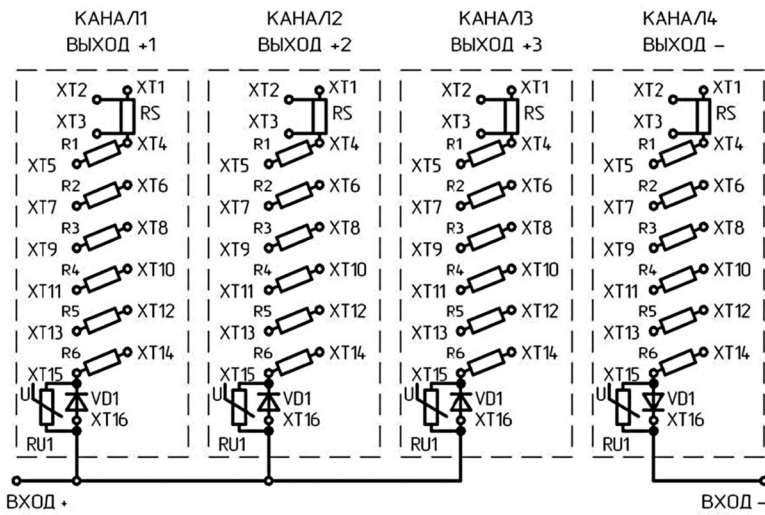 КАНАЛ1 КАНАЛ2 КАНАЛ3 КАНАЛ4
ВЫХОД +1 ВЫХОД +2 ВЫХОД +3 ВЫХОД –
XT2 XT1 XT2 XT1 XT2 XT1 XT2 XT1
RS RS RS RS
XT3 XT3 XT3 XT3
R1 XT4 R1 XT4 R1 XT4 R1 XT4
XT5 XT5 XT5 XT5
R2 XT6 R2 XT6 R2 XT6 R2 XT6
XT7 XT7 XT7 XT7
R3 XT8 R3 XT8 R3 XT8 R3 XT8
XT9 XT9 XT9 XT9
R4 XT10 R4 XT10 R4 XT10 R4 XT10
XT11 XT11 XT11 XT11
R5 XT12 R5 XT12 R5 XT12 R5 XT12
XT13 XT13 XT13 XT13
R6 XT14 R6 XT14 R6 XT14 R6 XT14
XT15 XT15 XT15 XT15
U VD1 U VD1 U VD1 U VD1
XT16 XT16 XT16 XT16
RU1 RU1 RU1 RU1
ВХОД + ВХОД –